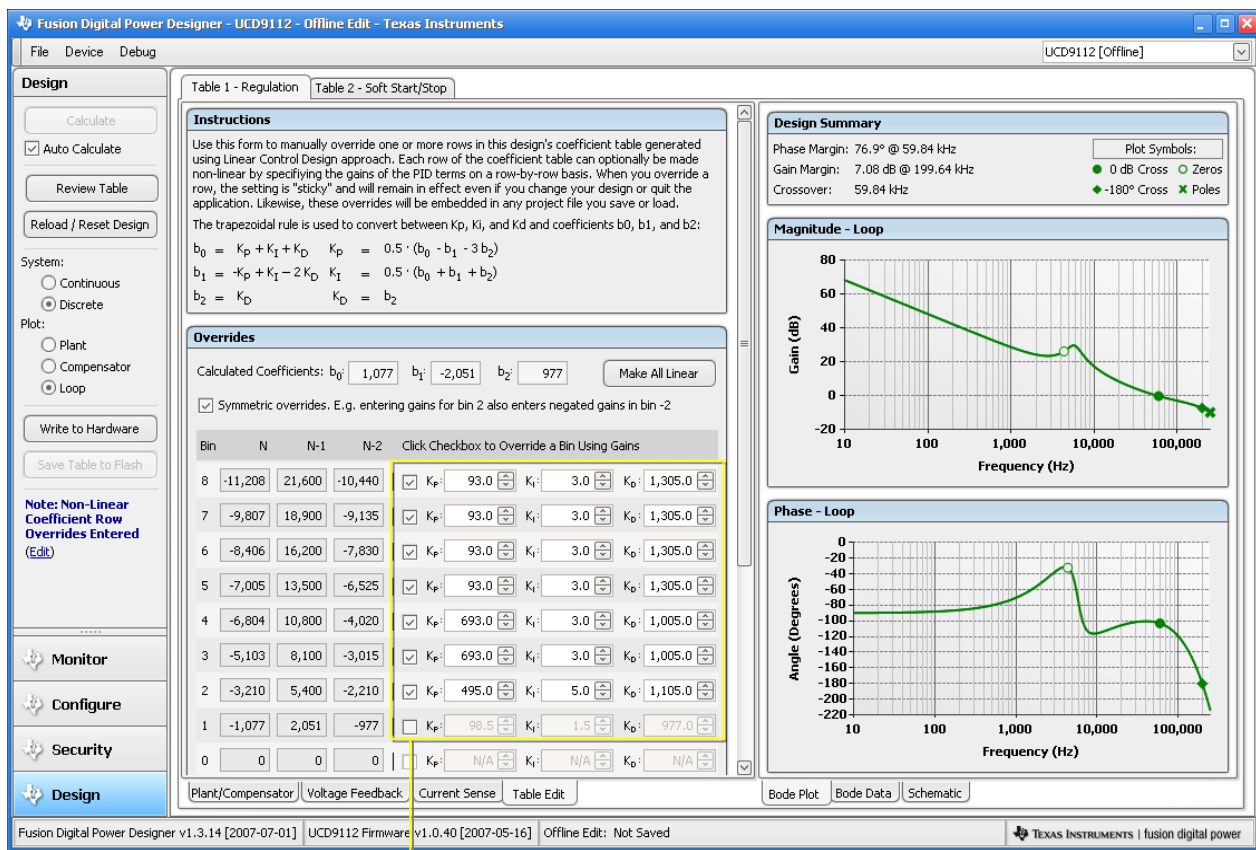 Fusion Digital Power Designer - UCD9112 - Offline Edit - Texas Instruments
File Device Debug
UCD9112 [Offline]
Design
Calculate
Auto Calculate
Review Table
Reload / Reset Design
System:
Continuous
Discrete
Plot:
Plant
Compensator
Loop
Write to Hardware
Save Table to Flash
Note: Non-Linear
Coefficient Row
Overrides Entered
(Edit)
Monitor
Configure
Security
Design
Table 1 - Regulation Table 2 - Soft Start/Stop
Instructions
Use this form to manually override one or more rows in this design's coefficient table generated
using Linear Control Design approach. Each row of the coefficient table can optionally be made
non-linear by specifiying the gains of the PID terms on a row-by-row basis. When you override a
row, the setting is "sticky" and will remain in effect even if you change your design or quit the
application. Likewise, these overrides will be embedded in any project file you save or load.
The trapezoidal rule is used to convert between Kp, Ki, and Kd and coefficients b0, b1, and b2:
b0 = KP + KI + KD KP = 0.5 · (b0 - b1 - 3 b2)
b1 = -KP + KI − 2 KD KI = 0.5 · (b0 + b1 + b2)
b2 = KD KD = b2
Overrides
Calculated Coefficients: b0: 1,077 b1: -2,051 b2: 977 Make All Linear
Symmetric overrides. E.g. entering gains for bin 2 also enters negated gains in bin -2
Bin N N-1 N-2 Click Checkbox to Override a Bin Using Gains
8 -11,208 21,600 -10,440 KP: 93.0 KI: 3.0 KD: 1,305.0
7 -9,807 18,900 -9,135 KP: 93.0 KI: 3.0 KD: 1,305.0
6 -8,406 16,200 -7,830 KP: 93.0 KI: 3.0 KD: 1,305.0
5 -7,005 13,500 -6,525 KP: 93.0 KI: 3.0 KD: 1,305.0
4 -6,804 10,800 -4,020 KP: 693.0 KI: 3.0 KD: 1,005.0
3 -5,103 8,100 -3,015 KP: 693.0 KI: 3.0 KD: 1,005.0
2 -3,210 5,400 -2,210 KP: 495.0 KI: 5.0 KD: 1,105.0
1 -1,077 2,051 -977 KP: 98.5 KI: 1.5 KD: 977.0
0 0 0 0 KP: N/A KI: N/A KD: N/A
Plant/Compensator Voltage Feedback Current Sense Table Edit
Design Summary
Phase Margin: 76.9° @ 59.84 kHz
Gain Margin: 7.08 dB @ 199.64 kHz
Crossover: 59.84 kHz
Plot Symbols:
0 dB Cross Zeros
-180° Cross Poles
Magnitude - Loop
Gain (dB)
80
60
40
20
0
-20
10 100 1,000 10,000 100,000
Frequency (Hz)
Phase - Loop
Angle (Degrees)
0
-20
-40
-60
-80
-100
-120
-140
-160
-180
-200
-220
10 100 1,000 10,000 100,000
Frequency (Hz)
Bode Plot Bode Data Schematic
Fusion Digital Power Designer v1.3.14 [2007-07-01] UCD9112 Firmware v1.0.40 [2007-05-16] Offline Edit: Not Saved
TEXAS INSTRUMENTS | fusion digital power